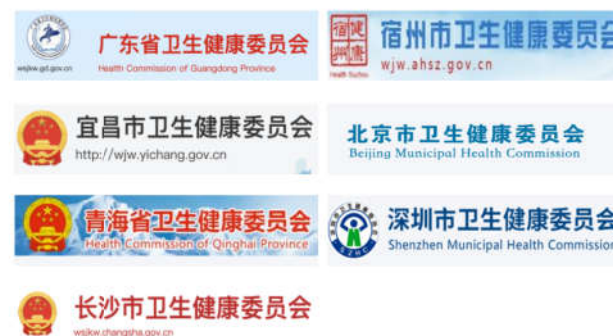 广东省卫生健康委员会
wsjkw.gd.gov.cn
Health Commission of Guangdong Province
宿州市卫生健康委员会
健康宿州
Health Suzhou
wjw.ahsz.gov.cn
宜昌市卫生健康委员会
http://wjw.yichang.gov.cn
北京市卫生健康委员会
Beijing Municipal Health Commission
青海省卫生健康委员会
Health Commission of Qinghai Province
深圳市卫生健康委员会
Shenzhen Municipal Health Commission
SZHC
长沙市卫生健康委员会
wsjkw.changsha.gov.cn